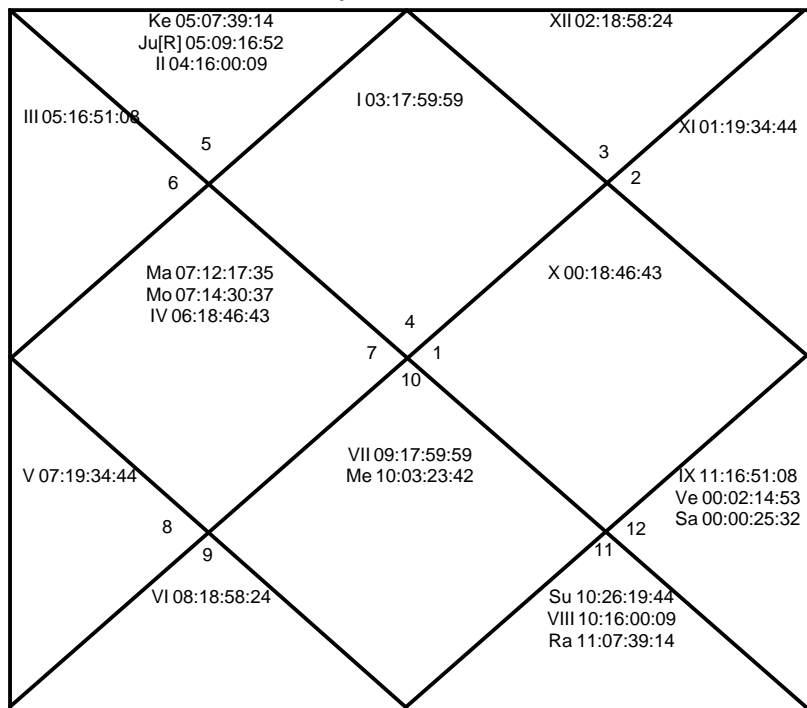 Ke 05:07:39:14
Ju[R] 05:09:16:52
II 04:16:00:09
XII 02:18:58:24
I 03:17:59:59
III 05:16:51:08
XI 01:19:34:44
5
3
6
2
Ma 07:12:17:35
Mo 07:14:30:37
IV 06:18:46:43
X 00:18:46:43
4
7
1
10
V 07:19:34:44
VII 09:17:59:59
Me 10:03:23:42
IX 11:16:51:08
Ve 00:02:14:53
Sa 00:00:25:32
8
12
9
11
VI 08:18:58:24
Su 10:26:19:44
VIII 10:16:00:09
Ra 11:07:39:14